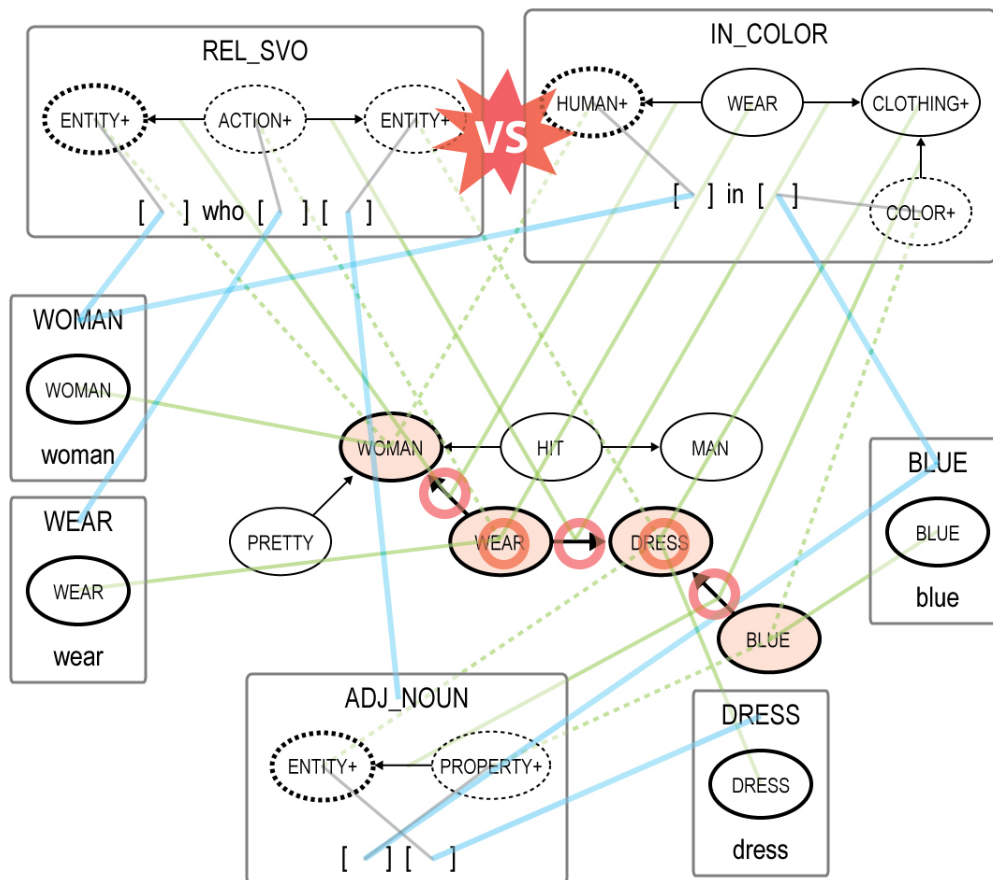 REL_SVO
ENTITY+ ACTION+ ENTITY+
[ ] who [ ] [ ]
VS
IN_COLOR
HUMAN+ WEAR CLOTHING+
[ ] in [ ]
COLOR+
WOMAN
WOMAN
woman
WEAR
WEAR
wear
WOMAN HIT MAN
PRETTY WEAR DRESS
BLUE
BLUE
BLUE
blue
ADJ_NOUN
ENTITY+ PROPERTY+
[ ] [ ]
DRESS
DRESS
dress